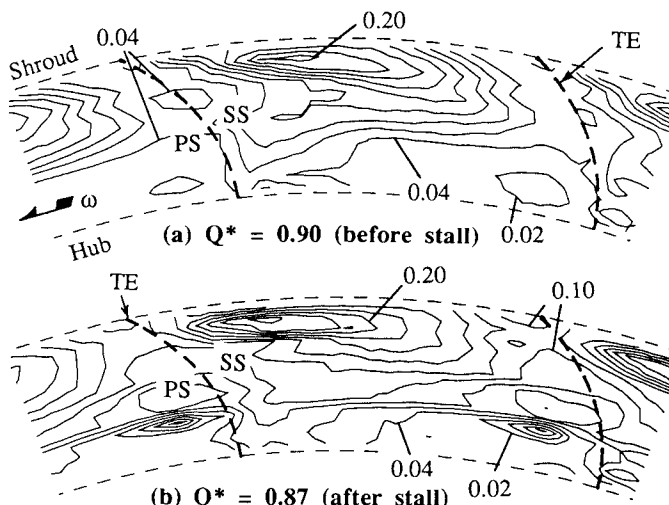 0.04
0.20
TE
Shroud
SS
PS
ω
0.04
0.02
Hub
(a) Q* = 0.90 (before stall)
TE
0.20
0.10
SS
PS
0.04
0.02
(b) Q* = 0.87 (after stall)